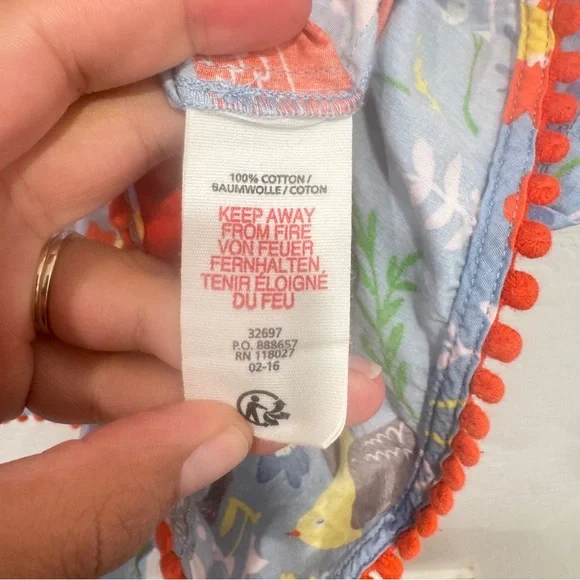 100% COTTON /
BAUMWOLLE / COTON
KEEP AWAY
FROM FIRE
VON FEUER
FERNHALTEN
TENIR ÉLOIGNÉ
DU FEU
32697
P.O. 888657
RN 118027
02-16